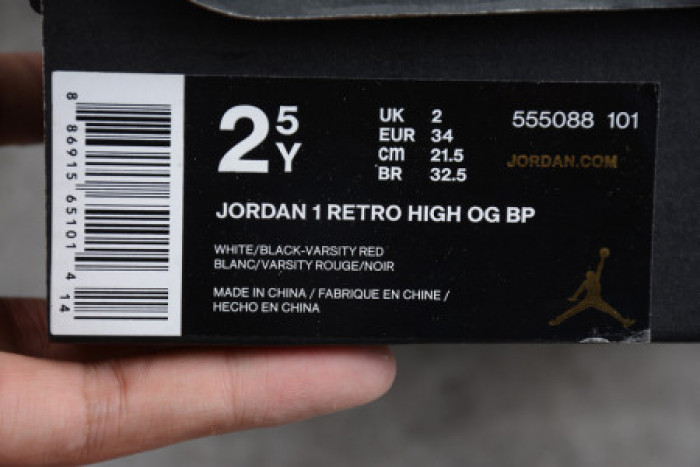 8 86915 65101 4 14
2 5 Y
UK 2
EUR 34
cm 21.5
BR 32.5
555088 101
JORDAN.COM
JORDAN 1 RETRO HIGH OG BP
WHITE/BLACK-VARSITY RED
BLANC/VARSITY ROUGE/NOIR
MADE IN CHINA / FABRIQUE EN CHINE /
HECHO EN CHINA